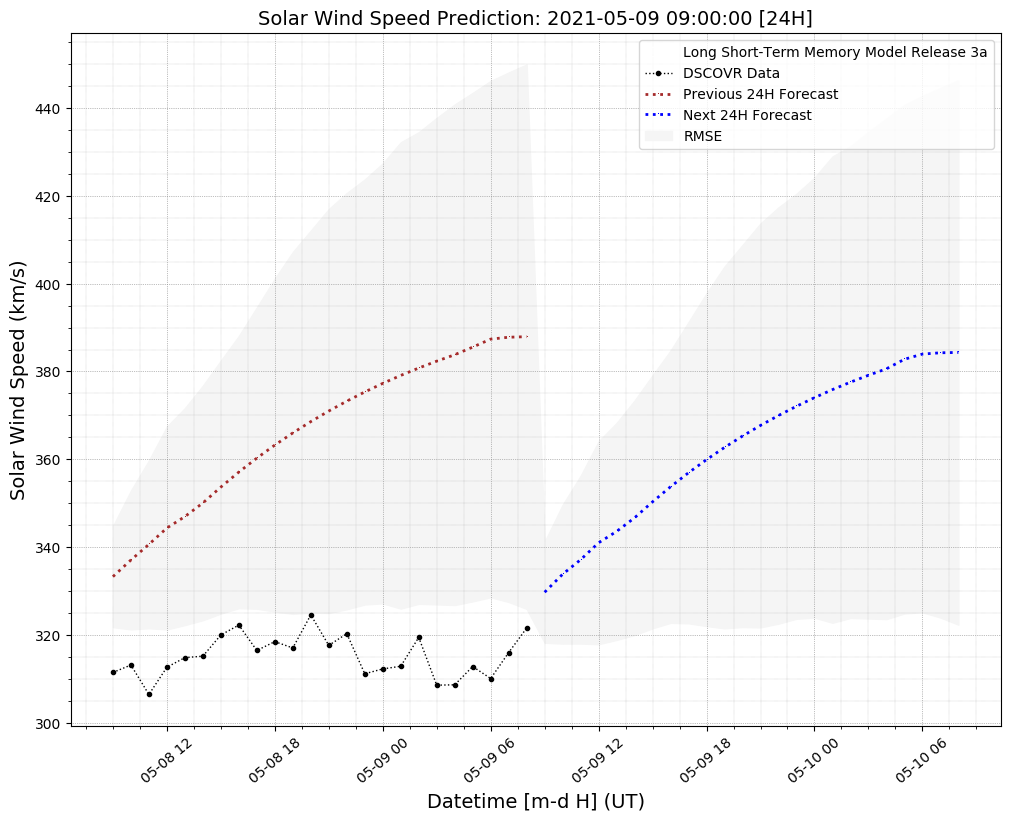 Solar Wind Speed Prediction: 2021-05-09 09:00:00 [24H]
Long Short-Term Memory Model Release 3a
DSCOVR Data
Previous 24H Forecast
Next 24H Forecast
RMSE
Solar Wind Speed (km/s)
440
420
400
380
360
340
320
300
05-08 12
05-08 18
05-09 00
05-09 06
05-09 12
05-09 18
05-10 00
05-10 06
Datetime [m-d H] (UT)